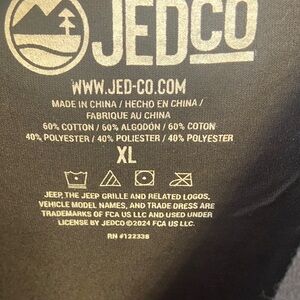 JEDCO
WWW.JED-CO.COM
MADE IN CHINA / HECHO EN CHINA /
FABRIQUE AU CHINA
60% COTTON / 60% ALGODÓN / 60% COTON
40% POLYESTER / 40% POLIESTER / 40% POLYESTER
XL
JEEP, THE JEEP GRILLE AND RELATED LOGOS,
VEHICLE MODEL NAMES, AND TRADE DRESS ARE
TRADEMARKS OF FCA US LLC AND USED UNDER
LICENSE BY JEDCO ©2024 FCA US LLC.
RN #122338